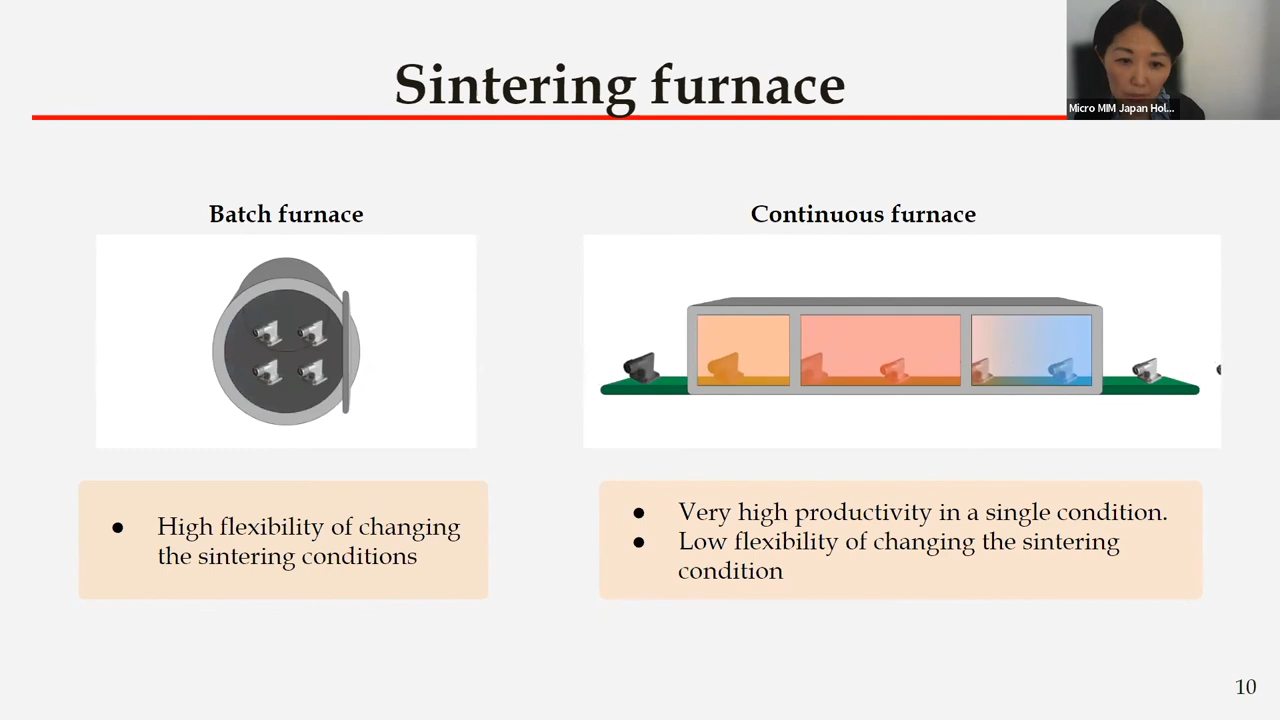 Sintering furnace
Micro MIM Japan Hol...
Batch furnace
Continuous furnace
● High flexibility of changing
the sintering conditions
● Very high productivity in a single condition.
● Low flexibility of changing the sintering
condition
10